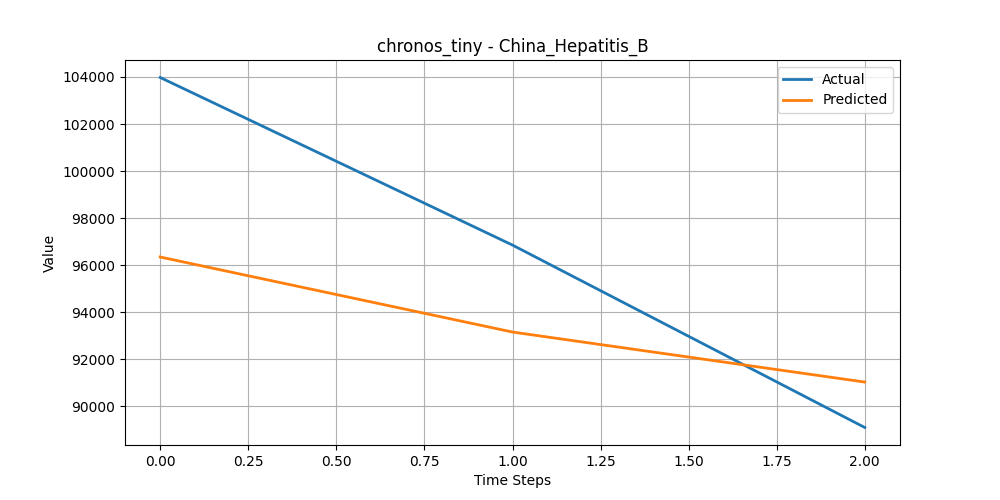 chronos_tiny - China_Hepatitis_B
104000
102000
100000
98000
96000
94000
92000
90000
Value
Actual
Predicted
0.00 0.25 0.50 0.75 1.00 1.25 1.50 1.75 2.00
Time Steps